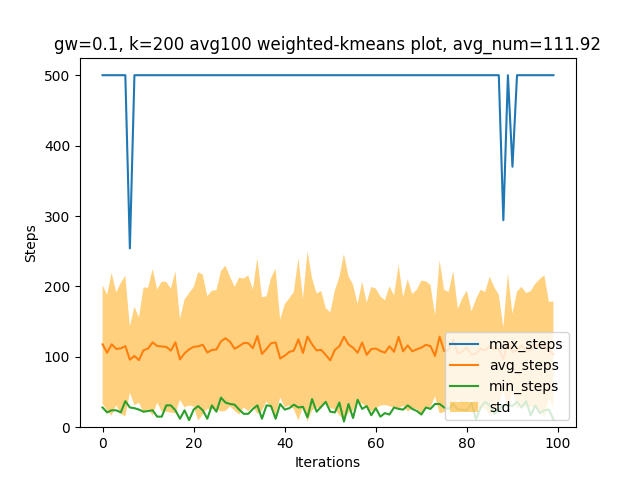 gw=0.1, k=200 avg100 weighted-kmeans plot, avg_num=111.92
500
400
300
200
100
0
Steps
0
20
40
60
80
100
Iterations
max_steps
avg_steps
min_steps
std